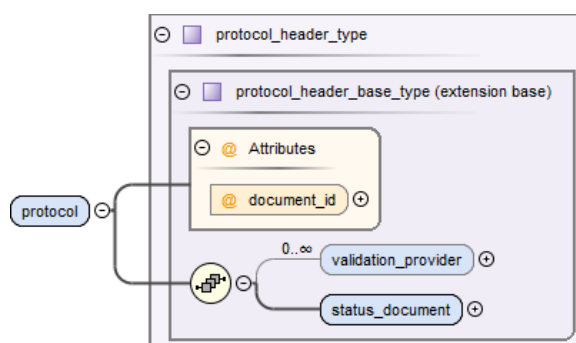 protocol_header_type
protocol_header_base_type (extension base)
@ Attributes
@ document_id
protocol
0..∞
validation_provider
status_document